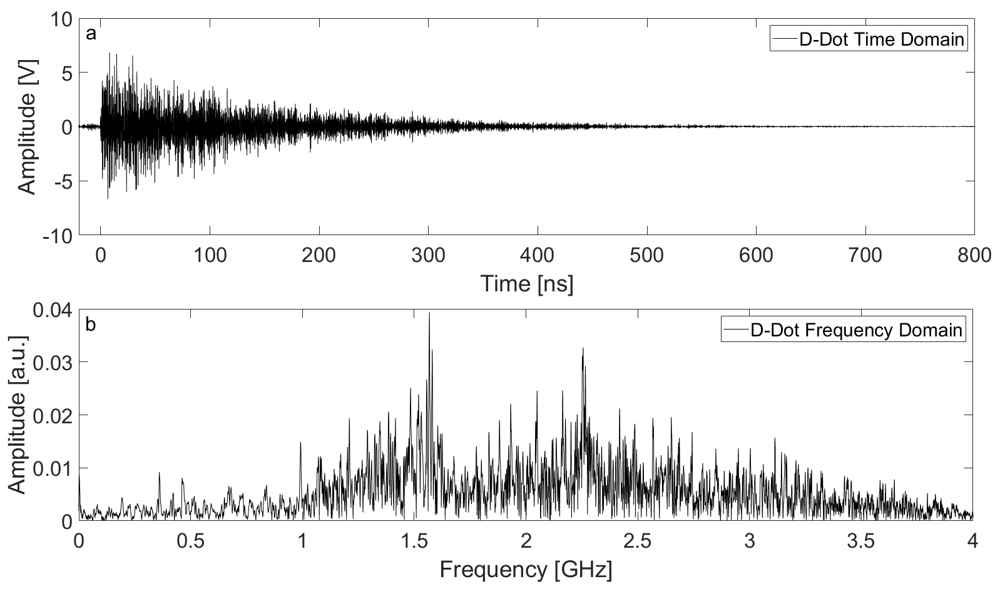 a
D-Dot Time Domain
Amplitude [V]
10
5
0
-5
-10
0 100 200 300 400 500 600 700 800
Time [ns]
b
D-Dot Frequency Domain
Amplitude [a.u.]
0.04
0.03
0.02
0.01
0
0 0.5 1 1.5 2 2.5 3 3.5 4
Frequency [GHz]